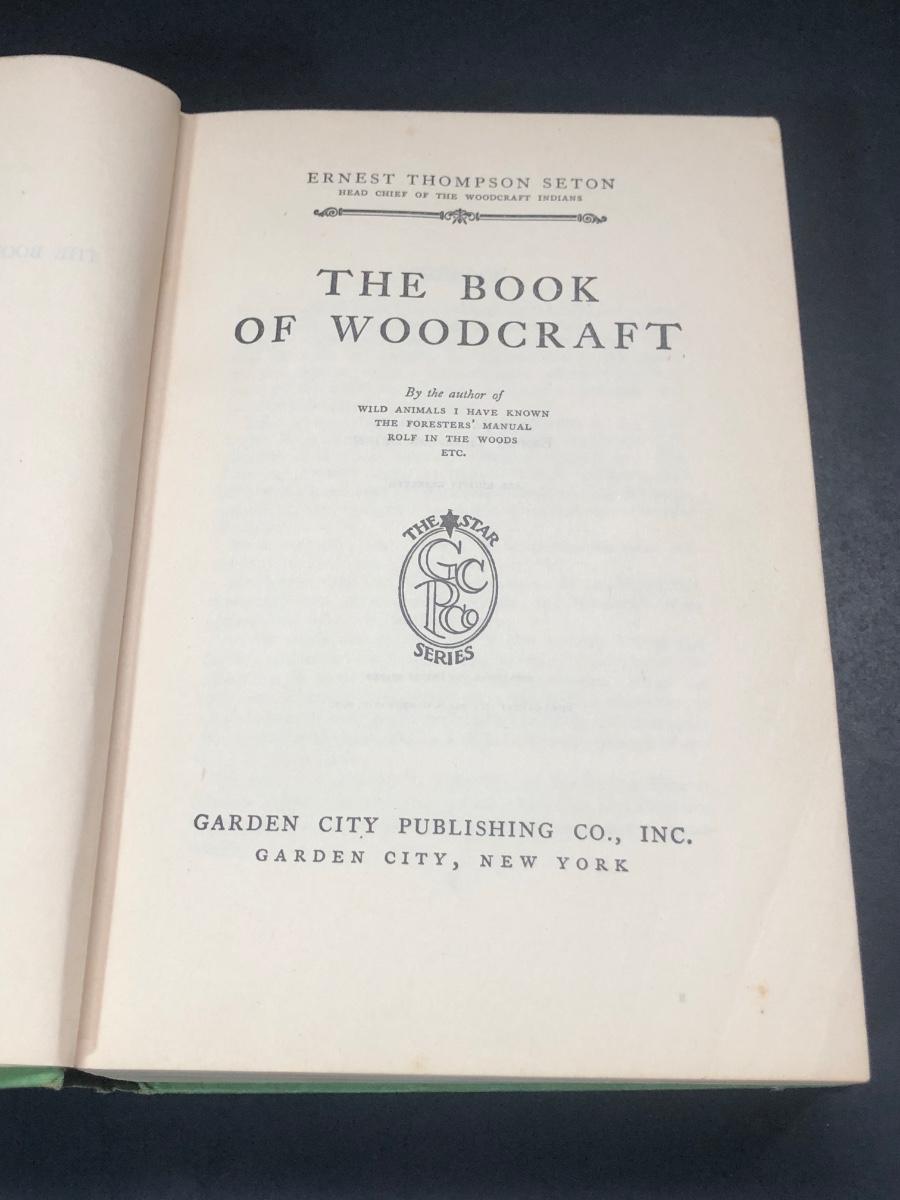 ERNEST THOMPSON SETON
HEAD CHIEF OF THE WOODCRAFT INDIANS
THE BOOK
OF WOODCRAFT
By the author of
WILD ANIMALS I HAVE KNOWN
THE FORESTERS' MANUAL
ROLF IN THE WOODS
ETC.
THE STAR
GC
PCo
SERIES
GARDEN CITY PUBLISHING CO., INC.
GARDEN CITY, NEW YORK